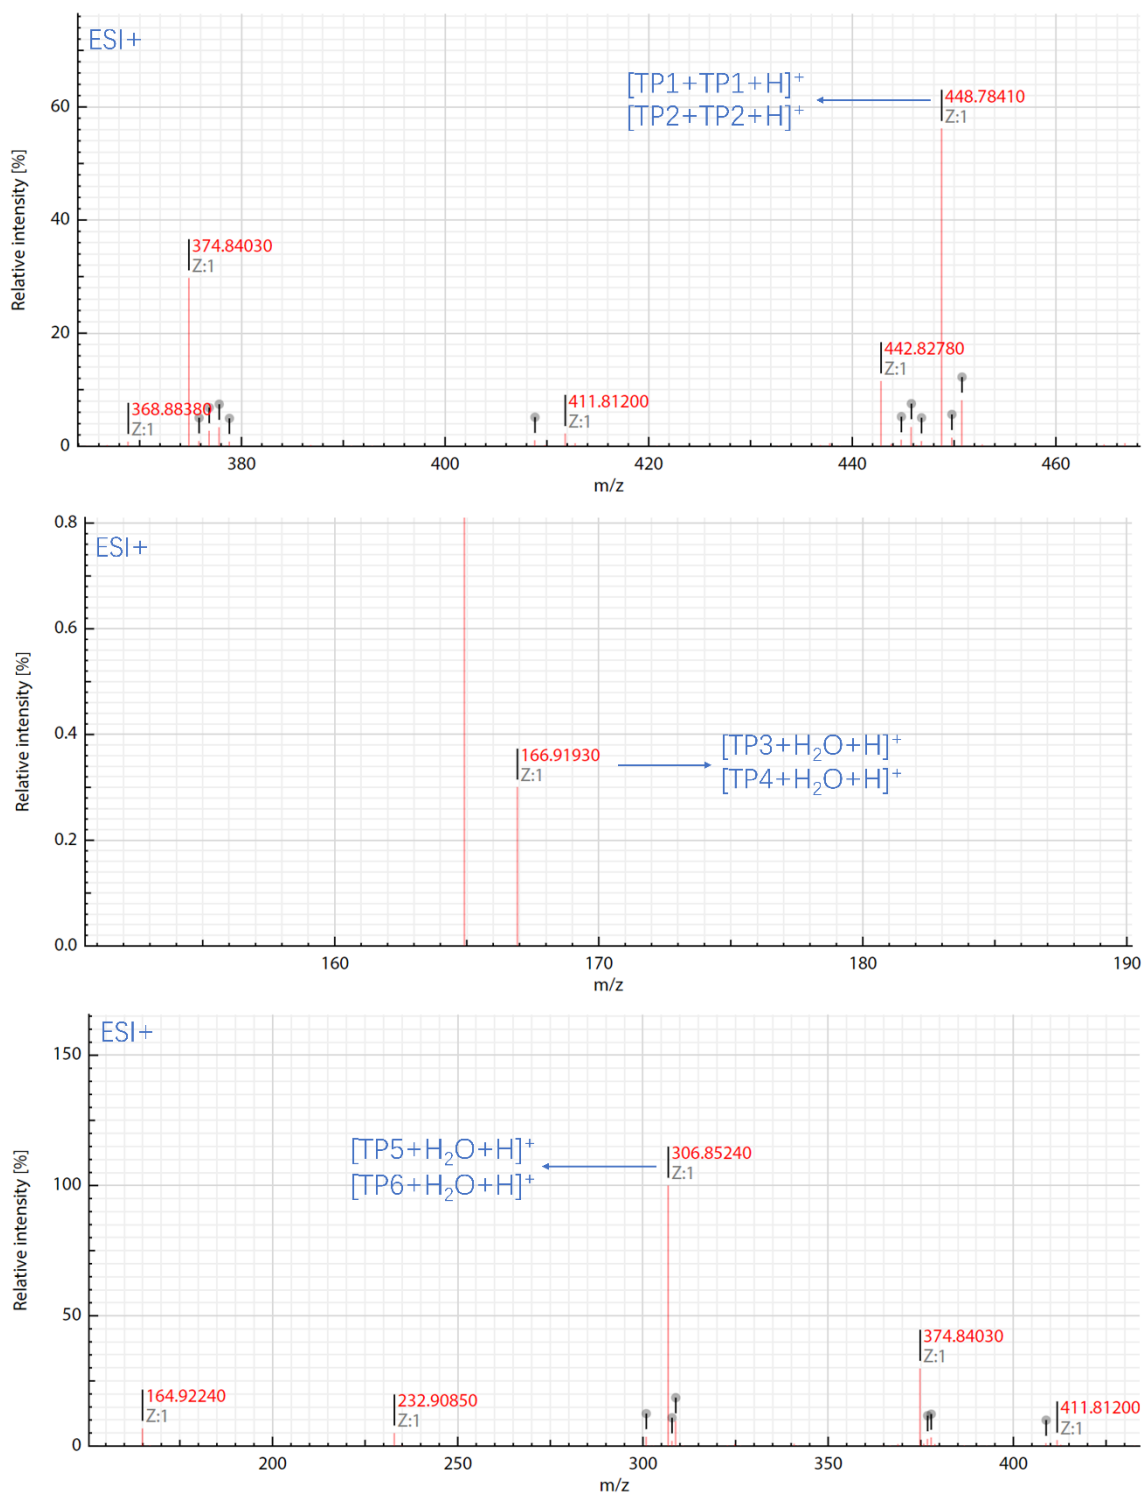 ESI+
[TP1+TP1+H]⁺
[TP2+TP2+H]⁺
448.78410
Z:1
374.84030
Z:1
442.82780
Z:1
368.88380
Z:1
411.81200
Z:1
Relative intensity [%]
60
40
20
0
380
400
420
440
460
m/z
ESI+
166.91930
Z:1
[TP3+H₂O+H]⁺
[TP4+H₂O+H]⁺
Relative intensity [%]
0.8
0.6
0.4
0.2
0.0
160
170
180
190
m/z
ESI+
[TP5+H₂O+H]⁺
[TP6+H₂O+H]⁺
306.85240
Z:1
374.84030
Z:1
164.92240
Z:1
232.90850
Z:1
411.81200
Z:1
Relative intensity [%]
150
100
50
0
200
250
300
350
400
m/z